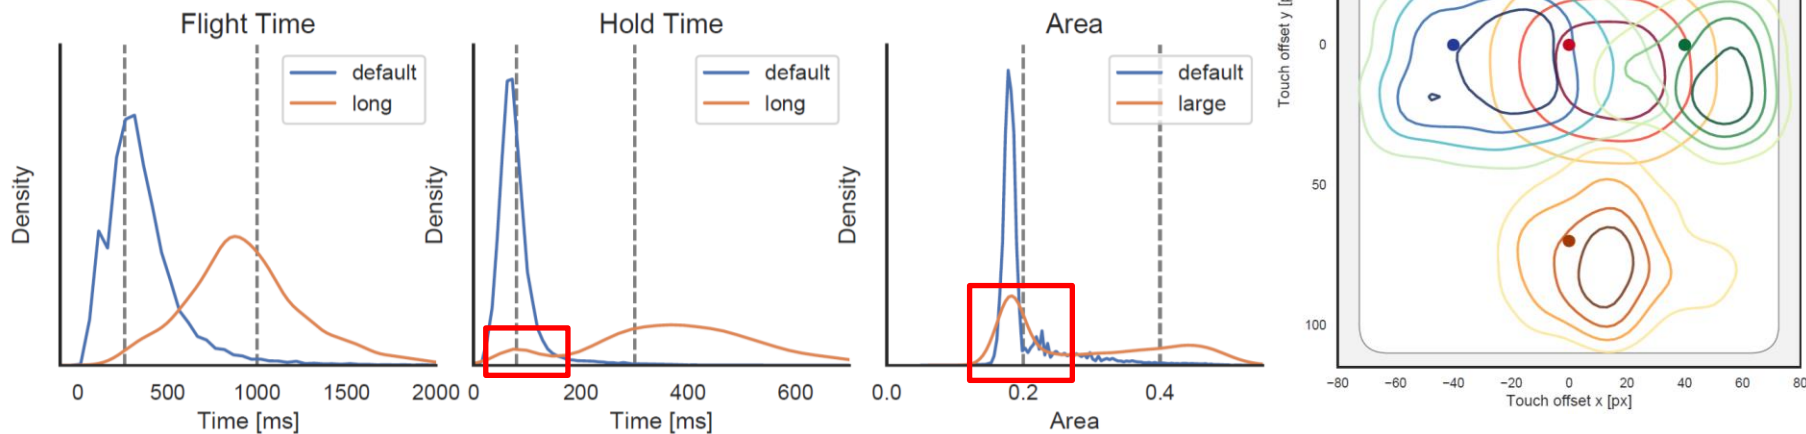 Flight Time
default
long
Density
0 500 1000 1500 2000
Time [ms]
Hold Time
default
long
Density
0 200 400 600
Time [ms]
Area
default
large
Density
0.0 0.2 0.4
Area
Touch offset y [
0
50
100
−80 −60 −40 −20 0 20 40 60 80
Touch offset x [px]